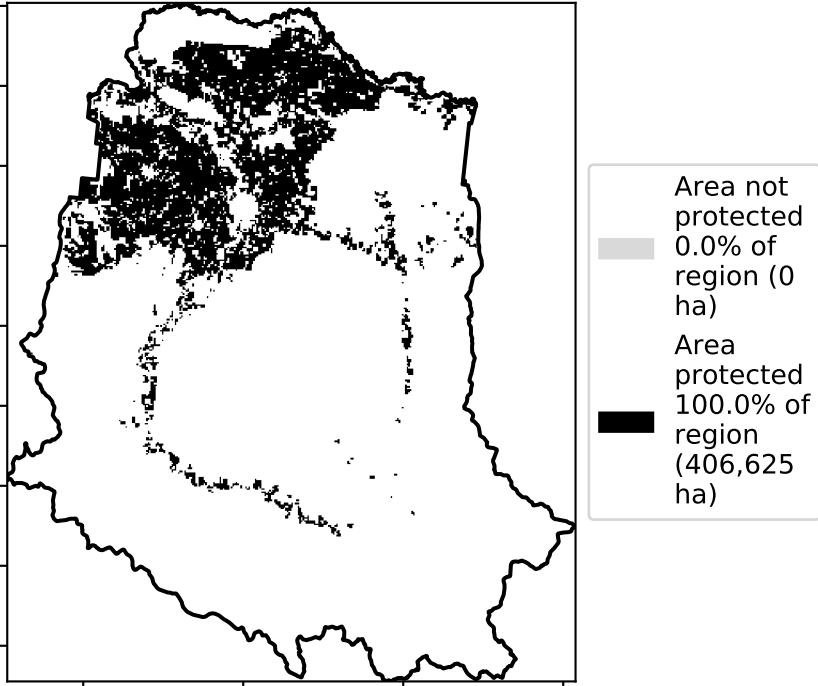 Area not
protected
0.0% of
region (0
ha)
Area
protected
100.0% of
region
(406,625
ha)